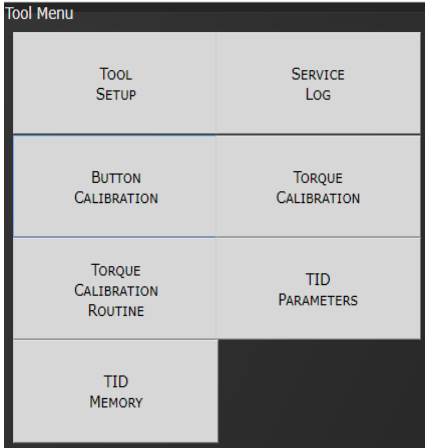 Tool Menu
Tool
Setup
Service
Log
Button
Calibration
Torque
Calibration
Torque
Calibration
Routine
TID
Parameters
TID
Memory